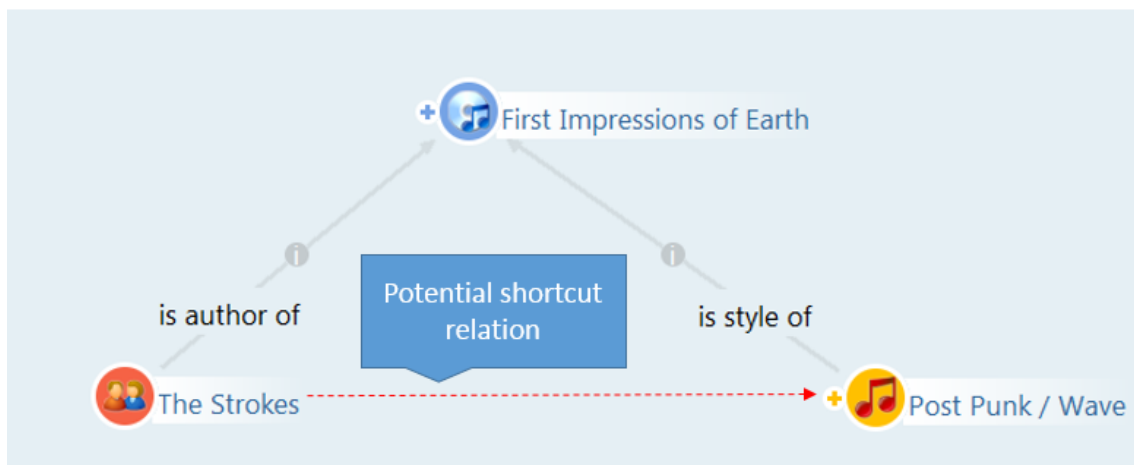 First Impressions of Earth
Potential shortcut
relation
is author of
is style of
The Strokes
Post Punk / Wave